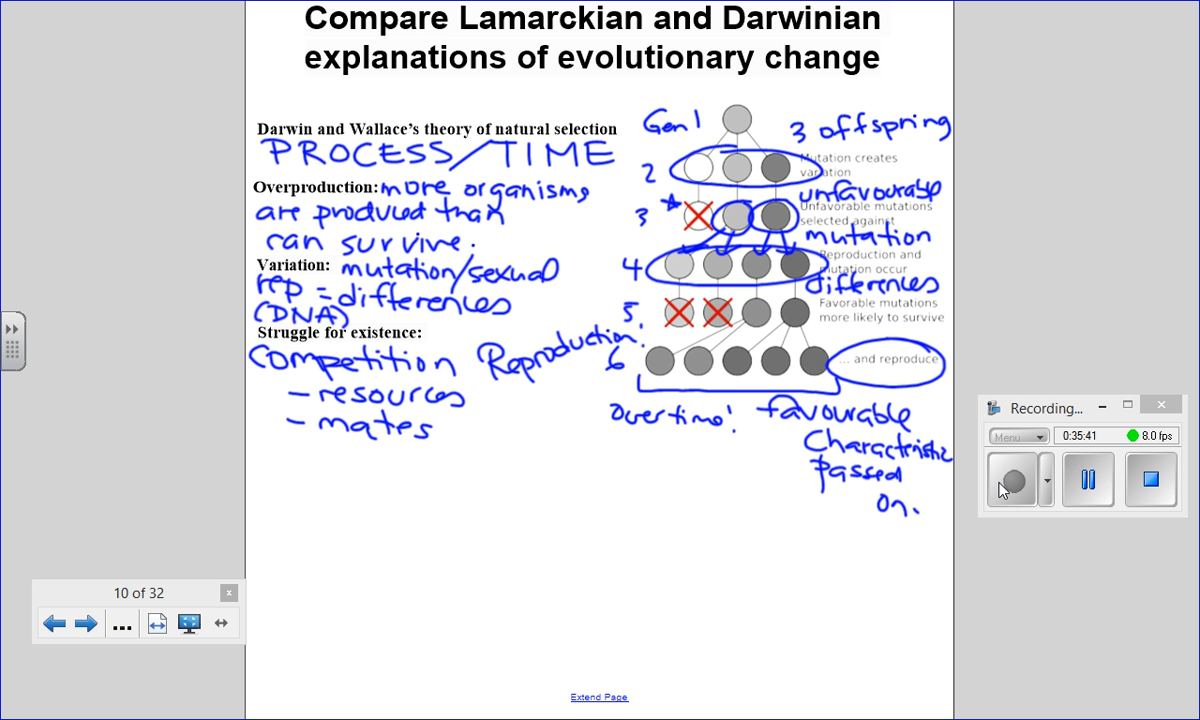 Compare Lamarckian and Darwinian
explanations of evolutionary change
Darwin and Wallace's theory of natural selection
PROCESS/TIME
Overproduction: more organisms
are produced than
can survive.
Variation: mutation/sexual
rep = differences
(DNA)
Struggle for existence:
Competition Reproduction.
- resources
- mates
Gen 1
3 offspring
2
Mutation creates
variation
unfavourable
3
Unfavorable mutations
selected against
mutation
4
Reproduction and
mutation occur
differences
5.
Favorable mutations
more likely to survive
6
... and reproduce
Over time!
favourable
Characteristic
passed
on.
Recording...
Menu
0:35:41
8.0 fps
10 of 32
...
Extend Page